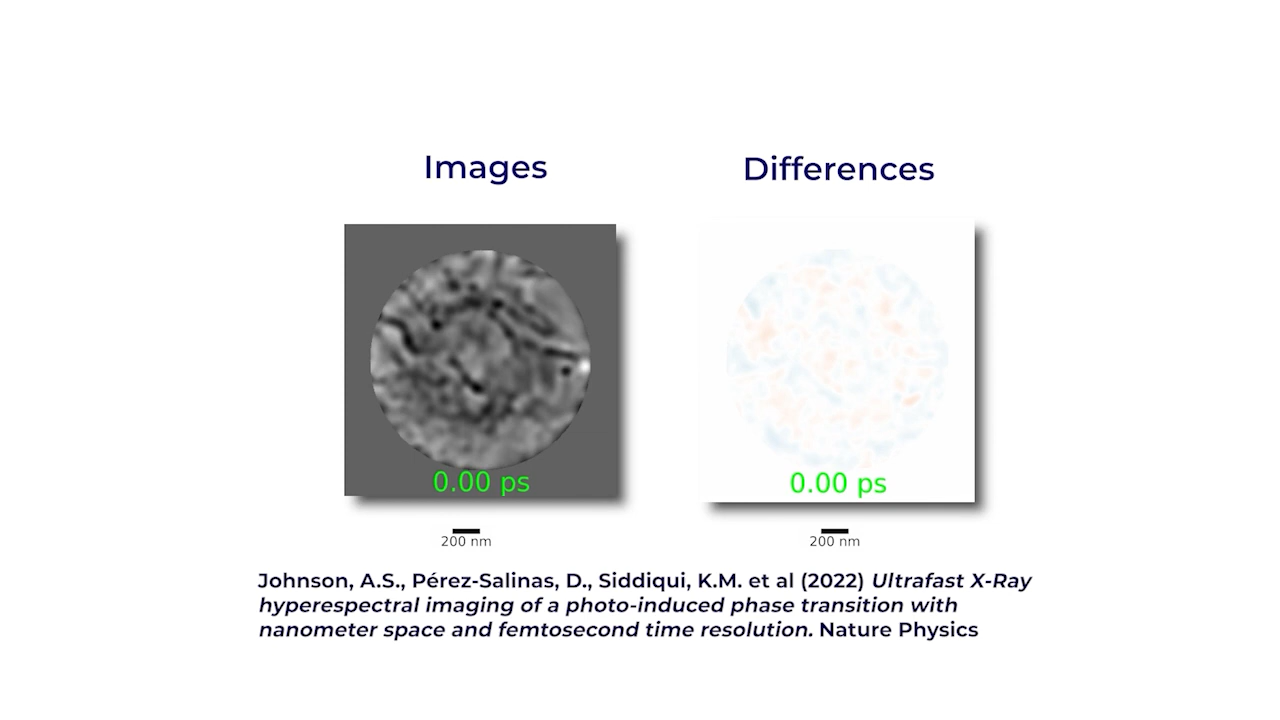 Images
Differences
0.00 ps
0.00 ps
200 nm
200 nm
Johnson, A.S., Pérez-Salinas, D., Siddiqui, K.M. et al (2022) Ultrafast X-Ray
hyperespectral imaging of a photo-induced phase transition with
nanometer space and femtosecond time resolution. Nature Physics